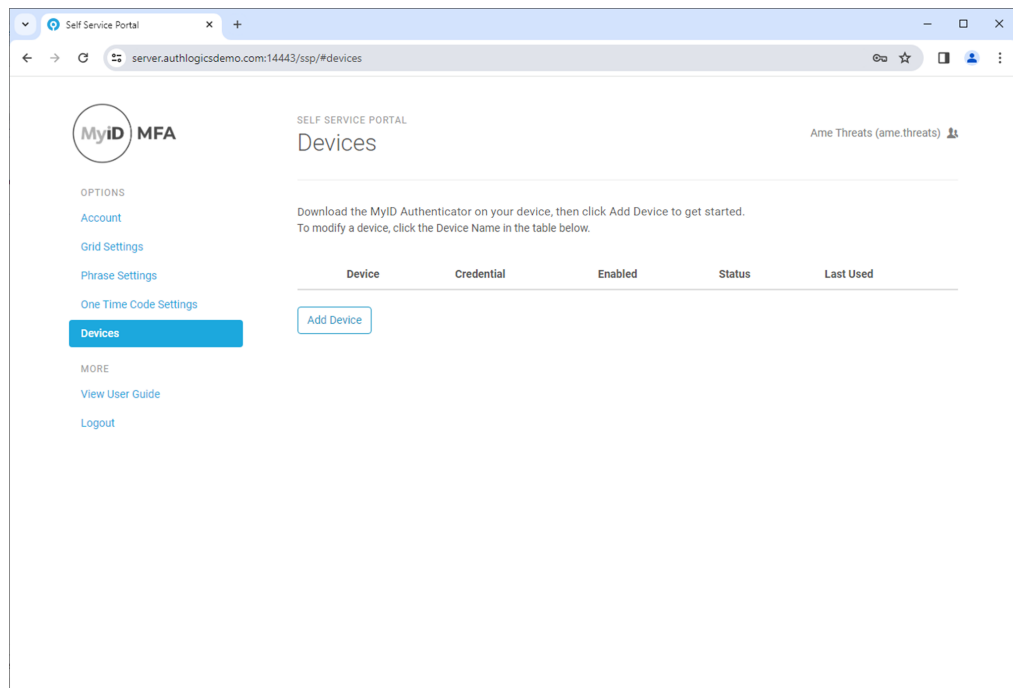 Self Service Portal
server.authlogicsdemo.com:14443/ssp/#devices
MyiD MFA
SELF SERVICE PORTAL
Devices
Ame Threats (ame.threats)
OPTIONS
Account
Grid Settings
Phrase Settings
One Time Code Settings
Devices
MORE
View User Guide
Logout
Download the MyID Authenticator on your device, then click Add Device to get started.
To modify a device, click the Device Name in the table below.
Device Credential Enabled Status Last Used
Add Device